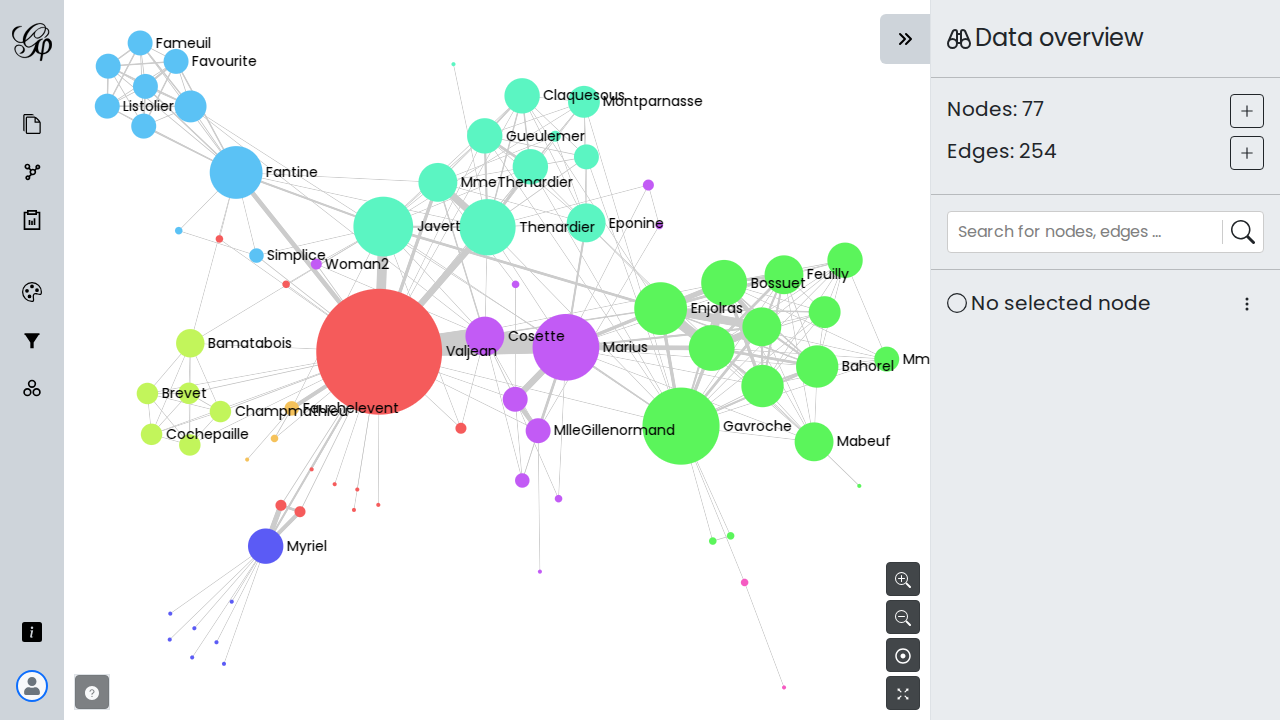 Fameuil
Favourite
Listolier
Fantine
Claquesous
Montparnasse
Gueulemer
MmeThenardier
Javert
Thenardier
Eponine
Simplice
Woman2
Bossuet
Feuilly
Enjolras
Bamatabois
Valjean
Cosette
Marius
Bahorel
Mm
Brevet
Champmathieu
Fauchelevent
Cochepaille
MlleGillenormand
Gavroche
Mabeuf
Myriel
Data overview
Nodes: 77
Edges: 254
Search for nodes, edges ...
No selected node